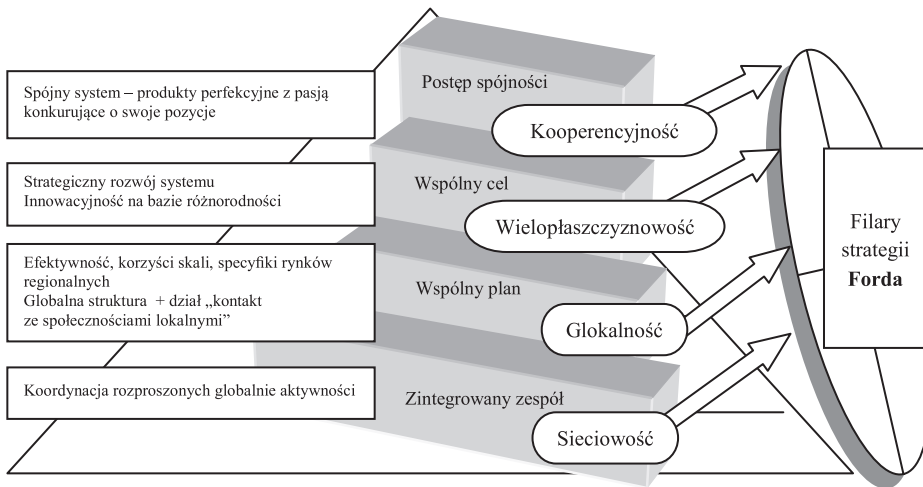 Postęp spójności
Spójny system – produkty perfekcyjne z pasją
konkurujące o swoje pozycje
Kooperencyjność
Strategiczny rozwój systemu
Innowacyjność na bazie różnorodności
Wspólny cel
Wielopłaszczyznowość
Efektywność, korzyści skali, specyfiki rynków
regionalnych
Globalna struktura + dział „kontakt
ze społecznościami lokalnymi”
Wspólny plan
Glokalność
Koordynacja rozproszonych globalnie aktywności
Zintegrowany zespół
Sieciowość
Filary
strategii
Forda